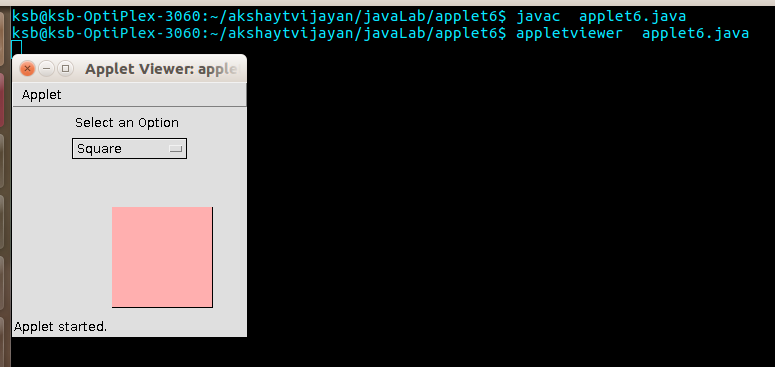 ksb@ksb-OptiPlex-3060:~/akshaytvijayan/javaLab/applet6$ javac  applet6.java
ksb@ksb-OptiPlex-3060:~/akshaytvijayan/javaLab/applet6$ appletviewer  applet6.java
Applet Viewer: apple
Applet
Select an Option
Square
Applet started.